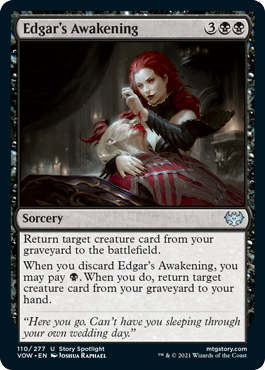 Edgar's Awakening 3
Sorcery
Return target creature card from your
graveyard to the battlefield.
When you discard Edgar's Awakening, you
may pay . When you do, return target
creature card from your graveyard to your
hand.
"Here you go. Can't have you sleeping through
your own wedding day."
110/277 U Story Spotlight mtgstory.com
VOW • EN Joshua Raphael ™ & © 2021 Wizards of the Coast